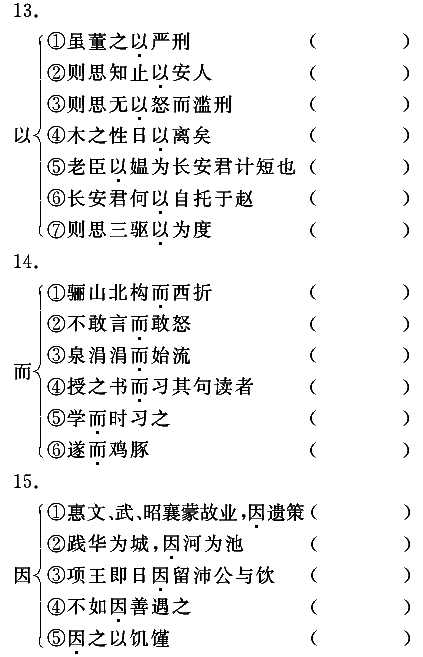 13.
①虽董之以严刑 ( )
②则思知止以安人 ( )
③则思无以怒而滥刑 ( )
以 ④木之性日以离矣 ( )
⑤老臣以媪为长安君计短也 ( )
⑥长安君何以自托于赵 ( )
⑦则思三驱以为度 ( )
14.
①骊山北构而西折 ( )
②不敢言而敢怒 ( )
③泉涓涓而始流 ( )
而 ④授之书而习其句读者 ( )
⑤学而时习之 ( )
⑥遂而鸡豚 ( )
15.
①惠文、武、昭襄蒙故业,因遗策 ( )
②践华为城,因河为池 ( )
因 ③项王即日因留沛公与饮 ( )
④不如因善遇之 ( )
⑤因之以饥馑 ( )